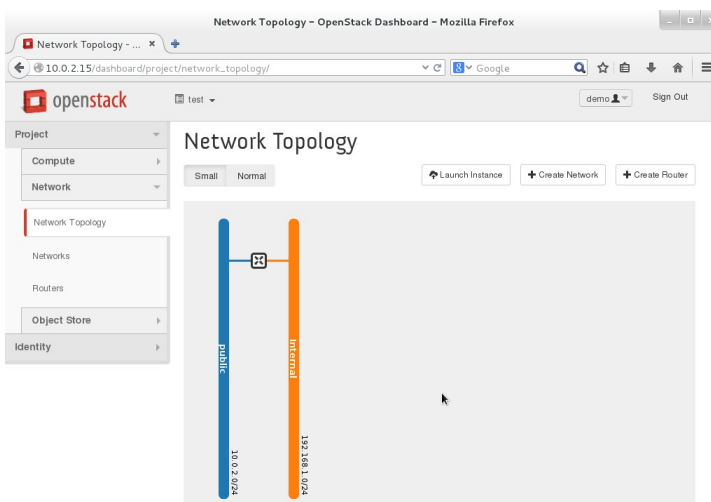 Network Topology - OpenStack Dashboard - Mozilla Firefox
Network Topology - ...
10.0.2.15/dashboard/project/network_topology/
Google
openstack
test
demo
Sign Out
Project
Compute
Network
Network Topology
Networks
Routers
Object Store
Identity
Network Topology
Small
Normal
Launch Instance
Create Network
Create Router
public
10.0.2.0/24
Internal
192.168.1.0/24